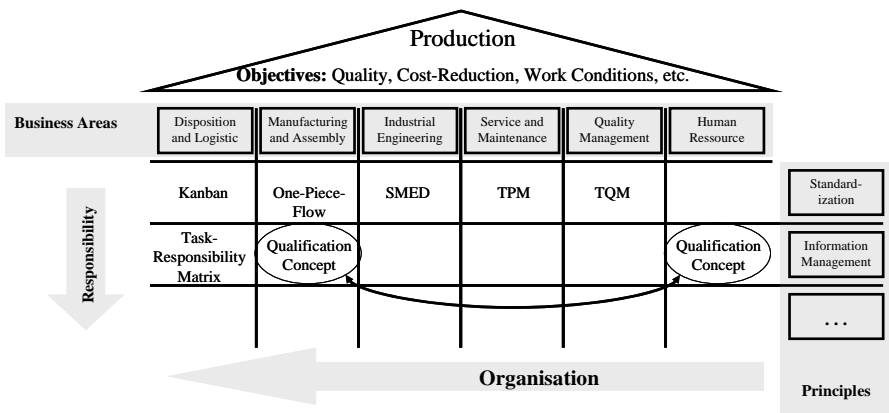 Production
Objectives: Quality, Cost-Reduction, Work Conditions, etc.
Business Areas
Disposition
and Logistic
Manufacturing
and Assembly
Industrial
Engineering
Service and
Maintenance
Quality
Management
Human
Ressource
Kanban
One-Piece-
Flow
SMED
TPM
TQM
Standard-
ization
Responsibility
Task-
Responsibility
Matrix
Qualification
Concept
Qualification
Concept
Information
Management
...
Organisation
Principles